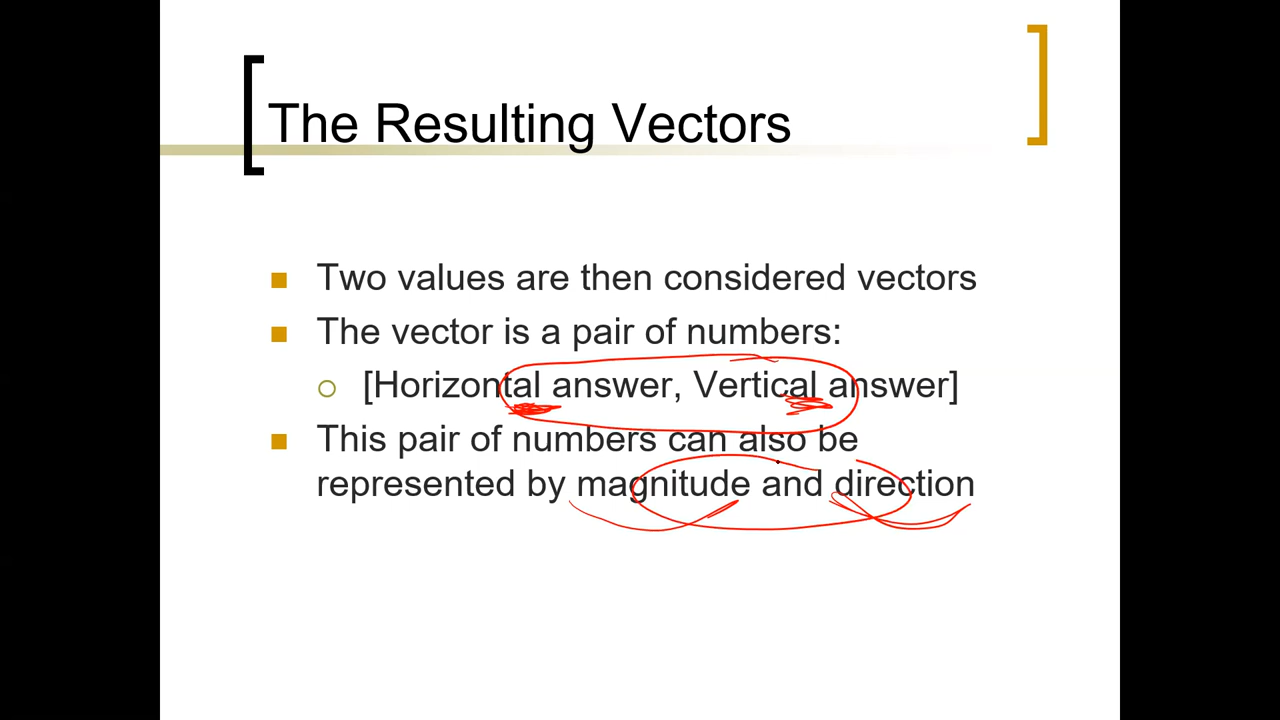 The Resulting Vectors
Two values are then considered vectors
The vector is a pair of numbers:
[Horizontal answer, Vertical answer]
This pair of numbers can also be
represented by magnitude and direction